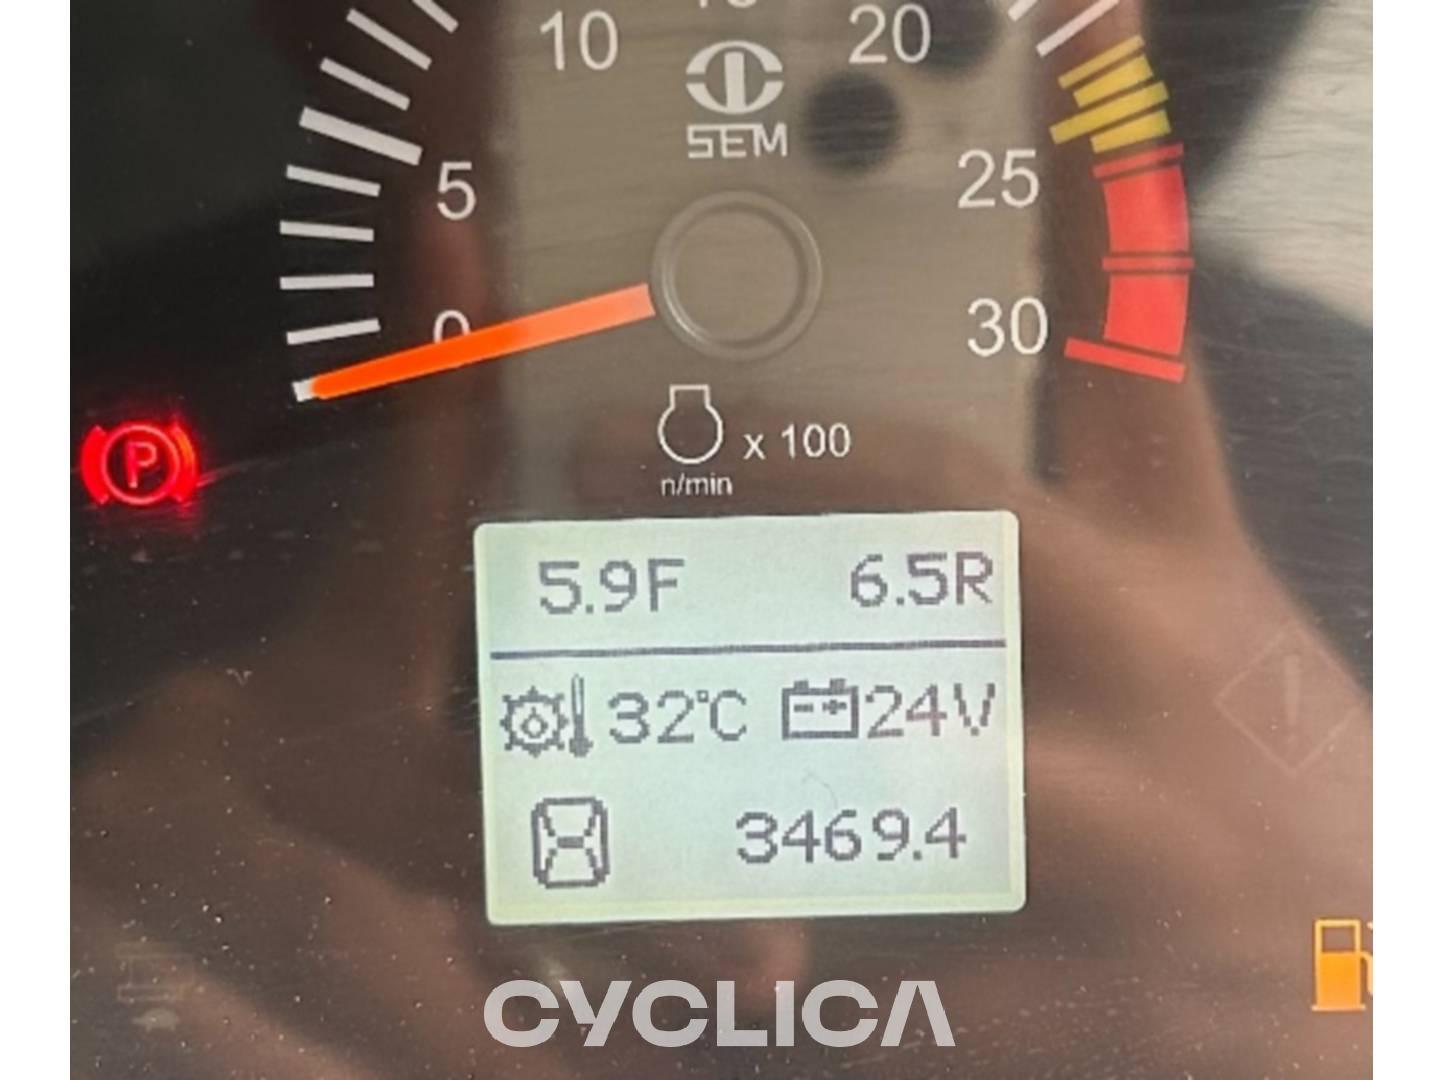 10
20
SEM
5
25
0
30
P
x 100
n/min
5.9F 6.5R
32°C 24V
3469.4
CYCLICA